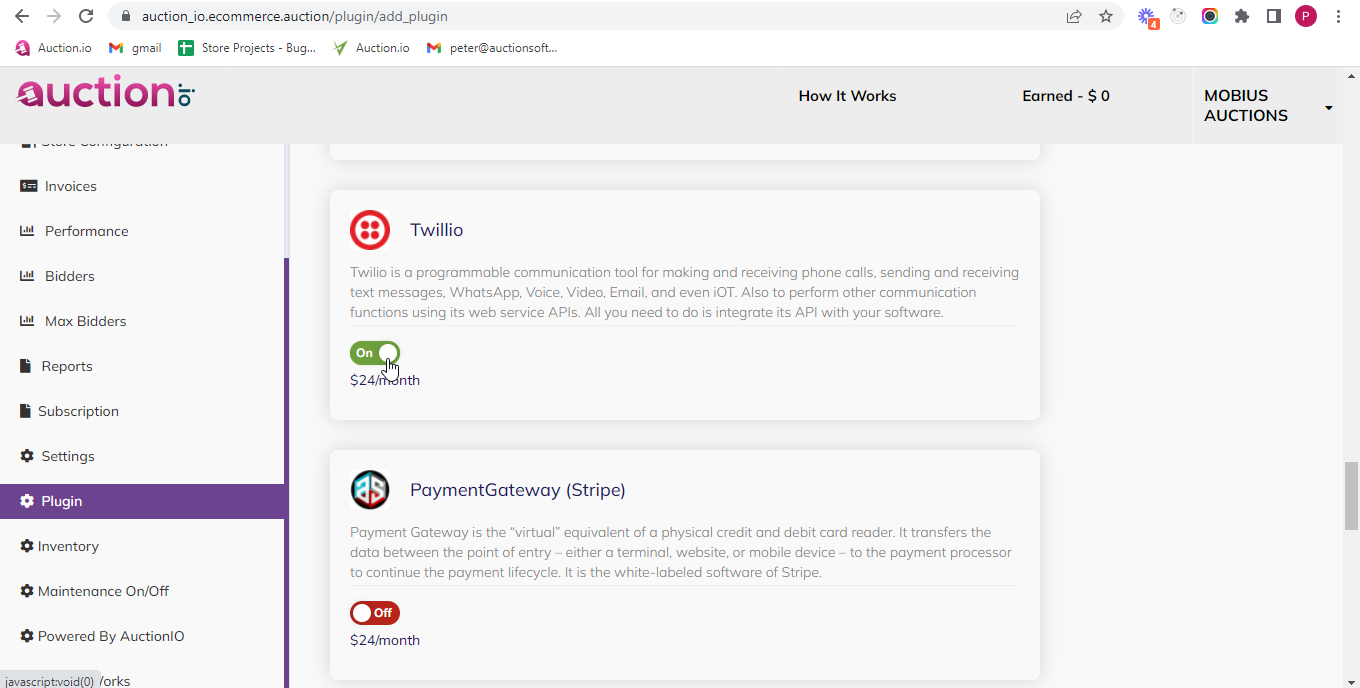 auction_io.ecommerce.auction/plugin/add_plugin
4
P
Auction.io
gmail
Store Projects - Bug...
Auction.io
peter@auctionsoft...
auction io
How It Works
Earned - $ 0
MOBIUS
AUCTIONS
Store Configuration
Invoices
Performance
Bidders
Max Bidders
Reports
Subscription
Settings
Plugin
Inventory
Maintenance On/Off
Powered By AuctionIO
javascript:void(0)
Twillio
Twilio is a programmable communication tool for making and receiving phone calls, sending and receiving
text messages, WhatsApp, Voice, Video, Email, and even iOT. Also to perform other communication
functions using its web service APIs. All you need to do is integrate its API with your software.
On
$24/month
PaymentGateway (Stripe)
Payment Gateway is the “virtual” equivalent of a physical credit and debit card reader. It transfers the
data between the point of entry – either a terminal, website, or mobile device – to the payment processor
to continue the payment lifecycle. It is the white-labeled software of Stripe.
Off
$24/month